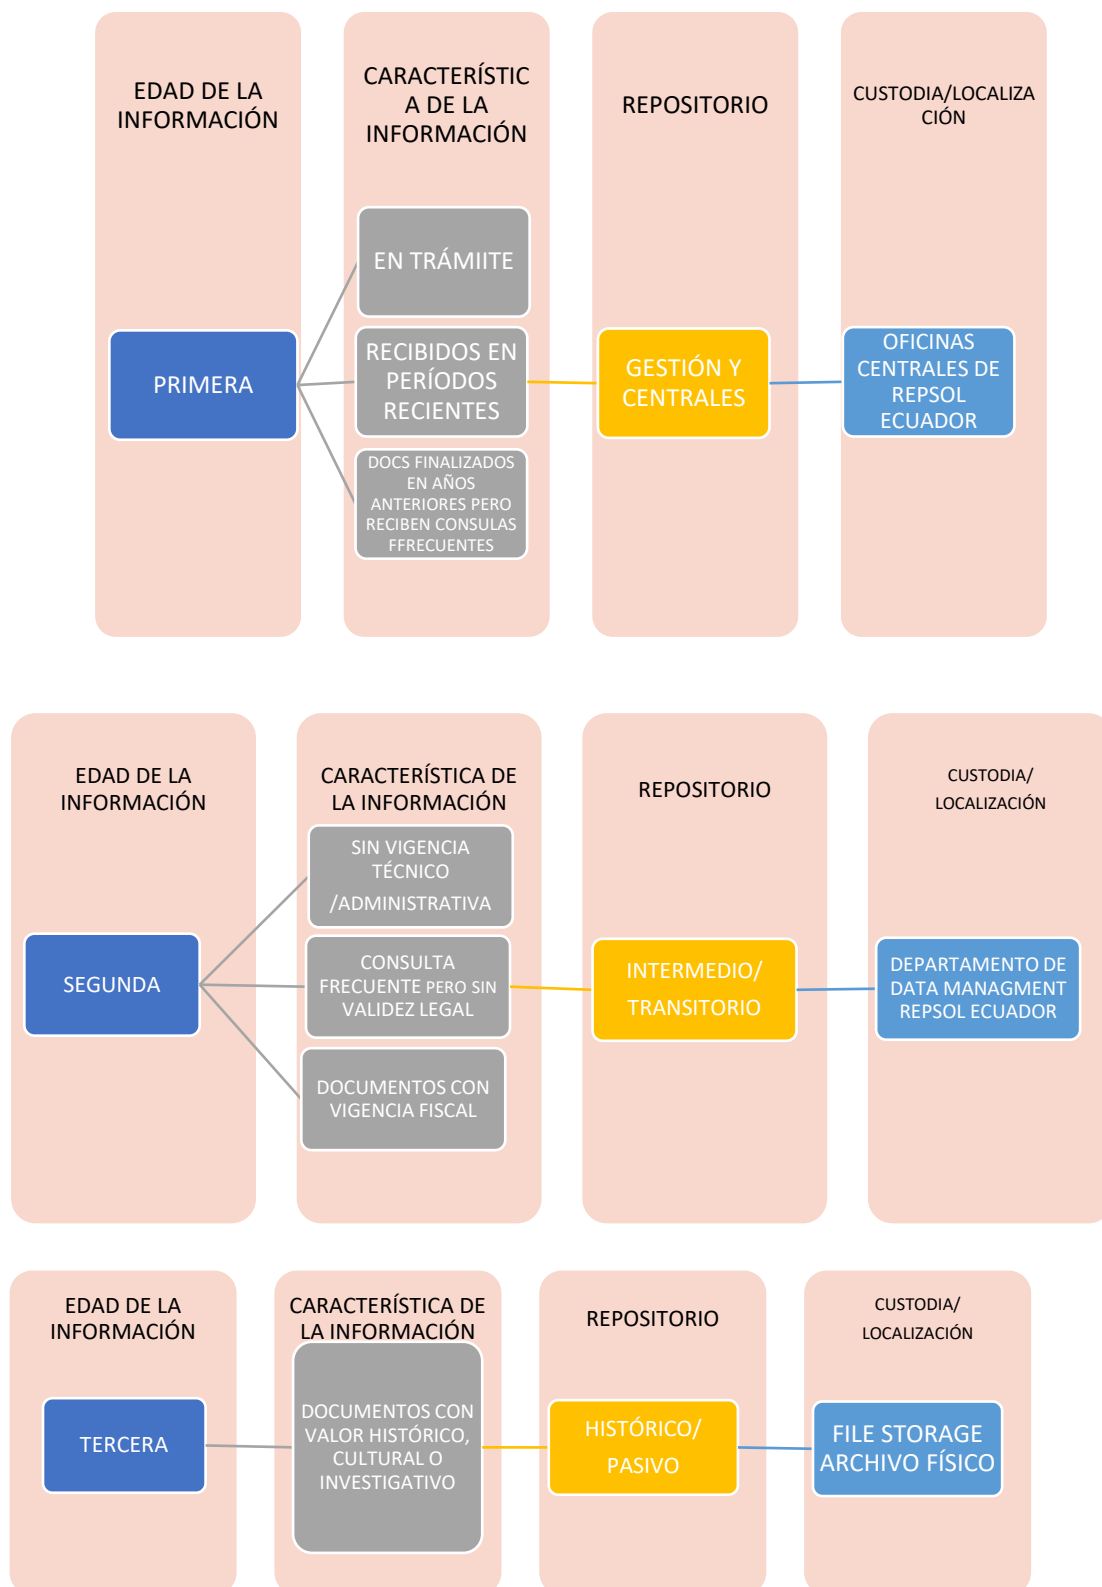 EDAD DE LA
INFORMACIÓN
CARACTERÍSTIC
A DE LA
INFORMACIÓN
REPOSITORIO
CUSTODIA/LOCALIZA
CIÓN
PRIMERA
EN TRÁMIITE
RECIBIDOS EN
PERÍODOS
RECIENTES
DOCS FINALIZADOS
EN AÑOS
ANTERIORES PERO
RECIBEN CONSULAS
FFRECUENTES
GESTIÓN Y
CENTRALES
OFICINAS
CENTRALES DE
REPSOL
ECUADOR
EDAD DE LA
INFORMACIÓN
CARACTERÍSTICA DE
LA INFORMACIÓN
REPOSITORIO
CUSTODIA/
LOCALIZACIÓN
SEGUNDA
SIN VIGENCIA
TÉCNICO
/ADMINISTRATIVA
CONSULTA
FRECUENTE PERO SIN
VALIDEZ LEGAL
DOCUMENTOS CON
VIGENCIA FISCAL
INTERMEDIO/
TRANSITORIO
DEPARTAMENTO DE
DATA MANAGMENT
REPSOL ECUADOR
EDAD DE LA
INFORMACIÓN
CARACTERÍSTICA DE
LA INFORMACIÓN
REPOSITORIO
CUSTODIA/
LOCALIZACIÓN
TERCERA
DOCUMENTOS CON
VALOR HISTÓRICO,
CULTURAL O
INVESTIGATIVO
HISTÓRICO/
PASIVO
FILE STORAGE
ARCHIVO FÍSICO